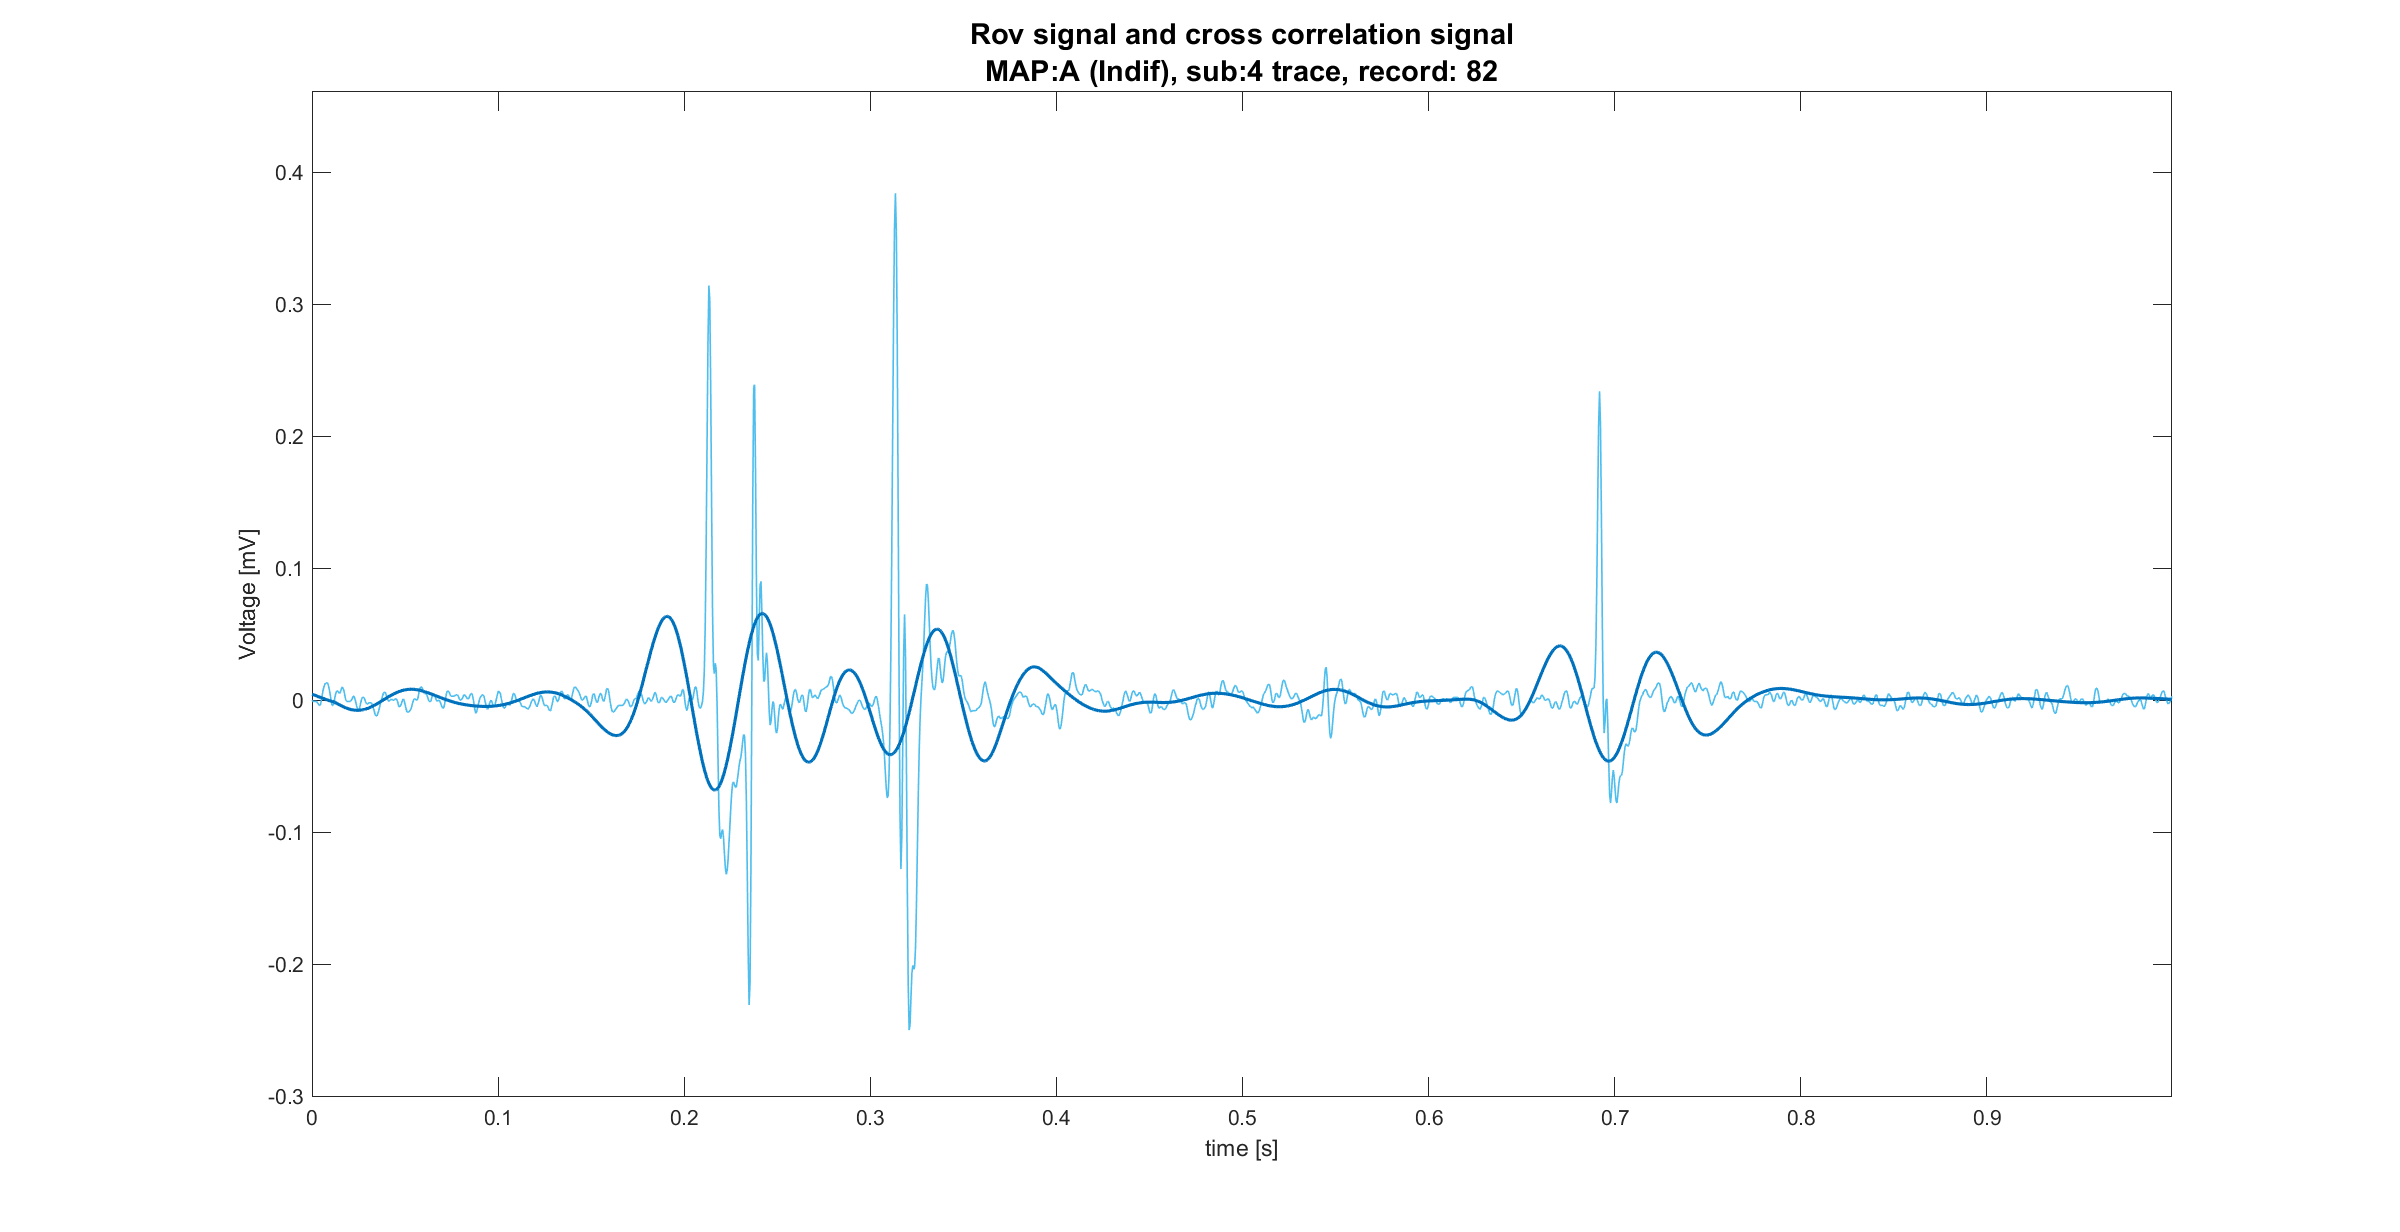 Rov signal and cross correlation signal
MAP:A (Indif), sub:4 trace, record: 82
0.4
0.3
0.2
0.1
0
-0.1
-0.2
-0.3
Voltage [mV]
0 0.1 0.2 0.3 0.4 0.5 0.6 0.7 0.8 0.9
time [s]